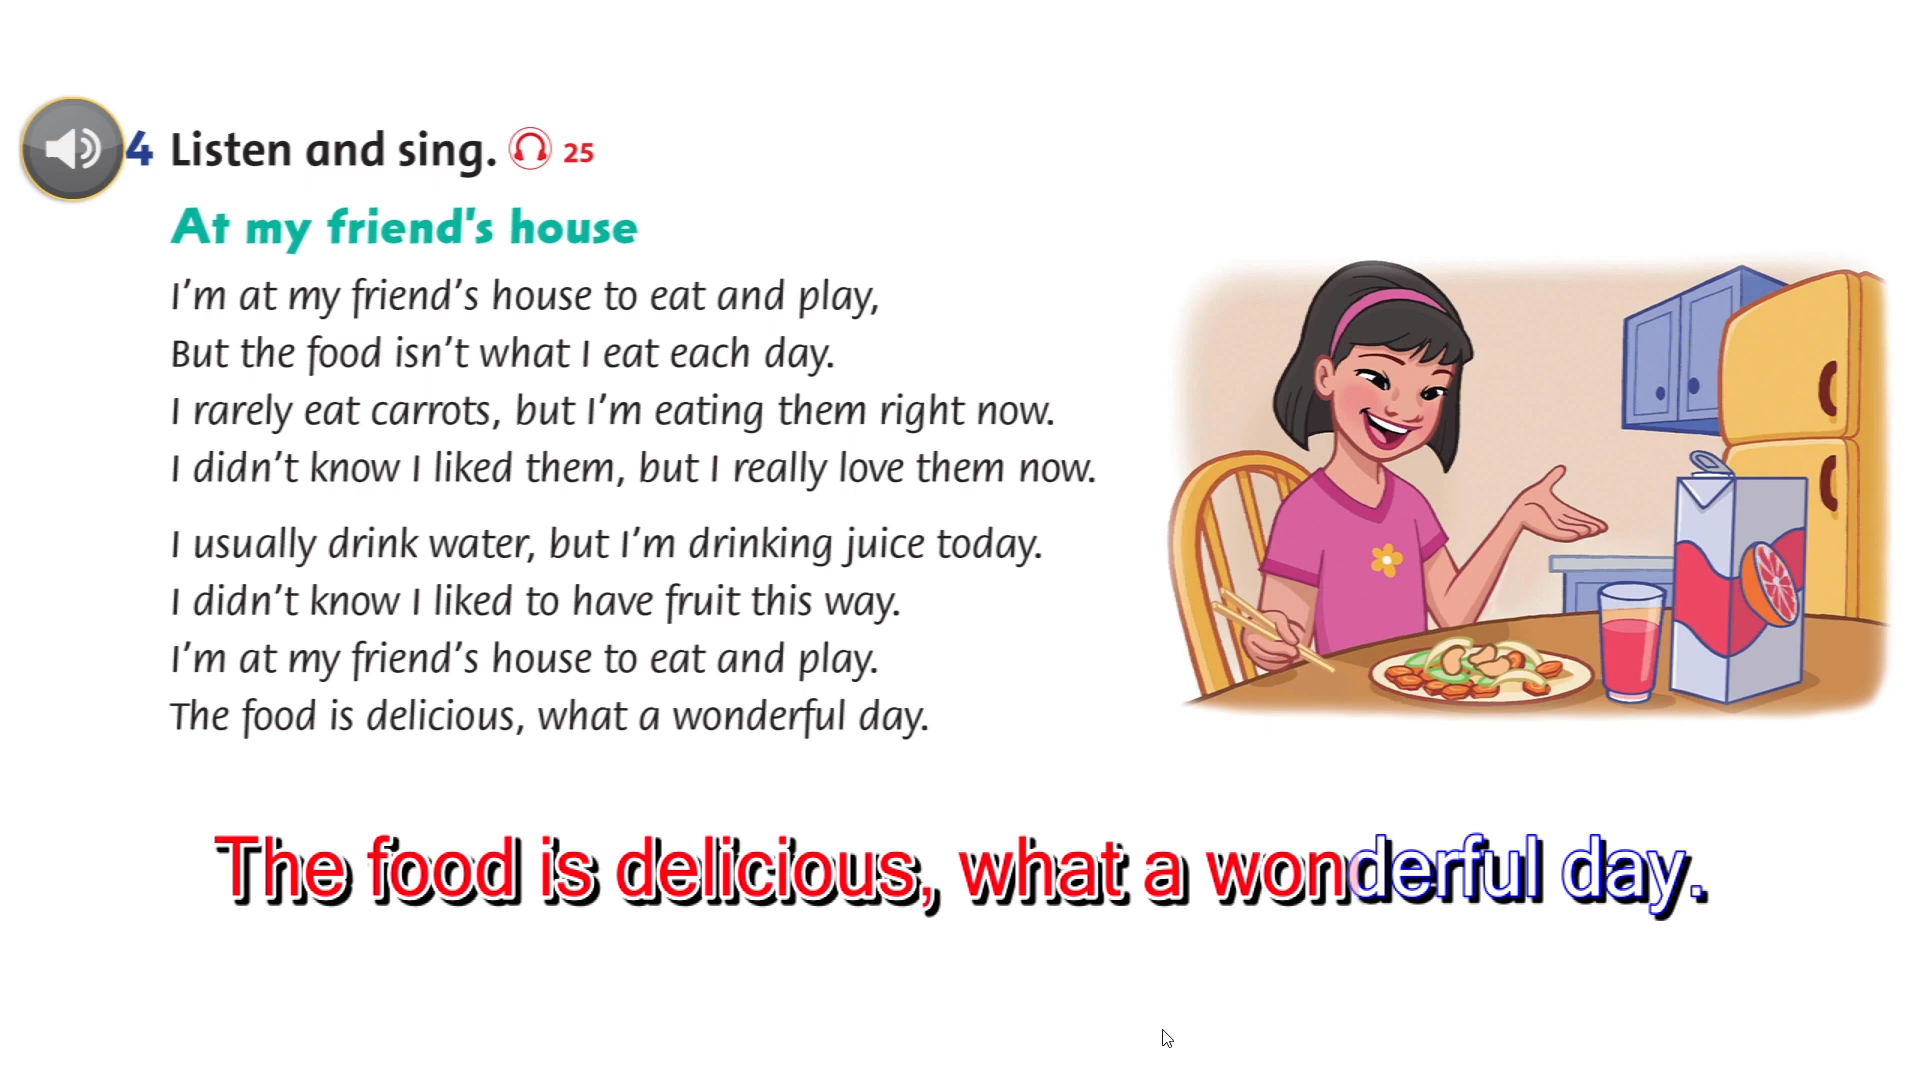 4 Listen and sing. 25
At my friend's house
I'm at my friend's house to eat and play,
But the food isn't what I eat each day.
I rarely eat carrots, but I'm eating them right now.
I didn't know I liked them, but I really love them now.
I usually drink water, but I'm drinking juice today.
I didn't know I liked to have fruit this way.
I'm at my friend's house to eat and play.
The food is delicious, what a wonderful day.
The food is delicious, what a wonderful day.